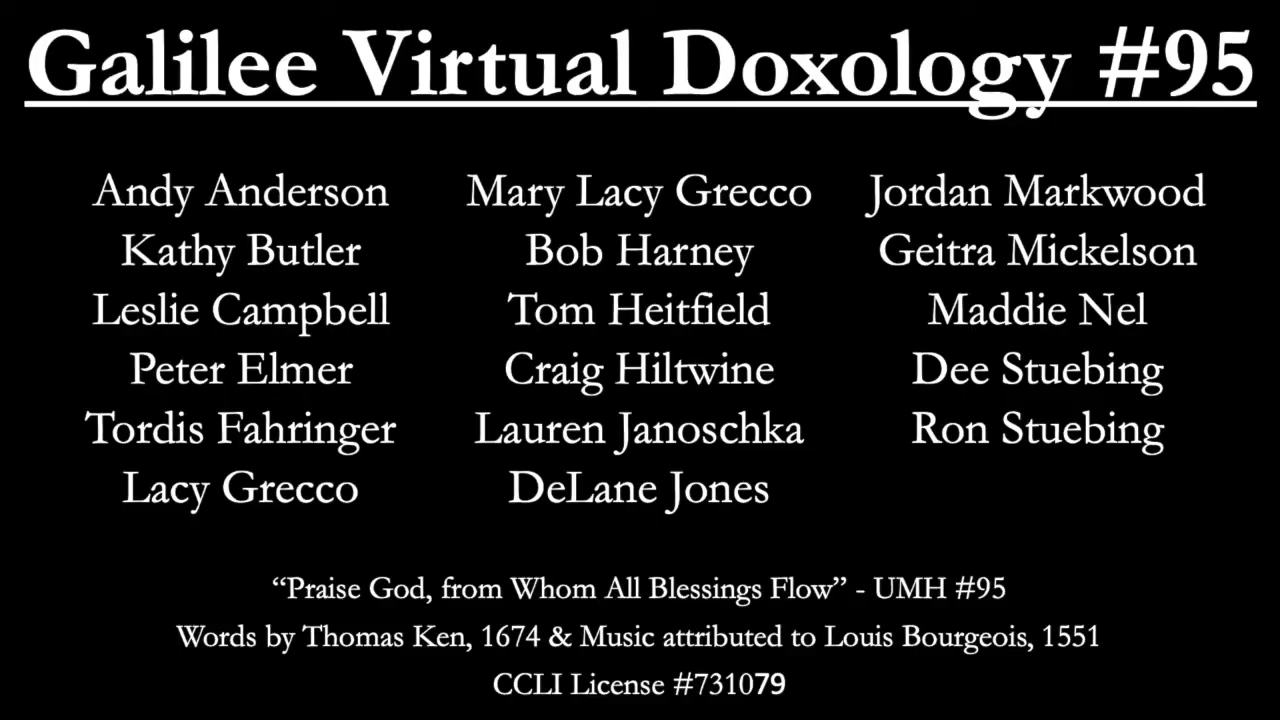 Galilee Virtual Doxology #95
Andy Anderson
Kathy Butler
Leslie Campbell
Peter Elmer
Tordis Fahringer
Lacy Grecco
Mary Lacy Grecco
Bob Harney
Tom Heitfield
Craig Hiltwine
Lauren Janoschka
DeLane Jones
Jordan Markwood
Geitra Mickelson
Maddie Nel
Dee Stuebing
Ron Stuebing
“Praise God, from Whom All Blessings Flow” - UMH #95
Words by Thomas Ken, 1674 & Music attributed to Louis Bourgeois, 1551
CCLI License #731079